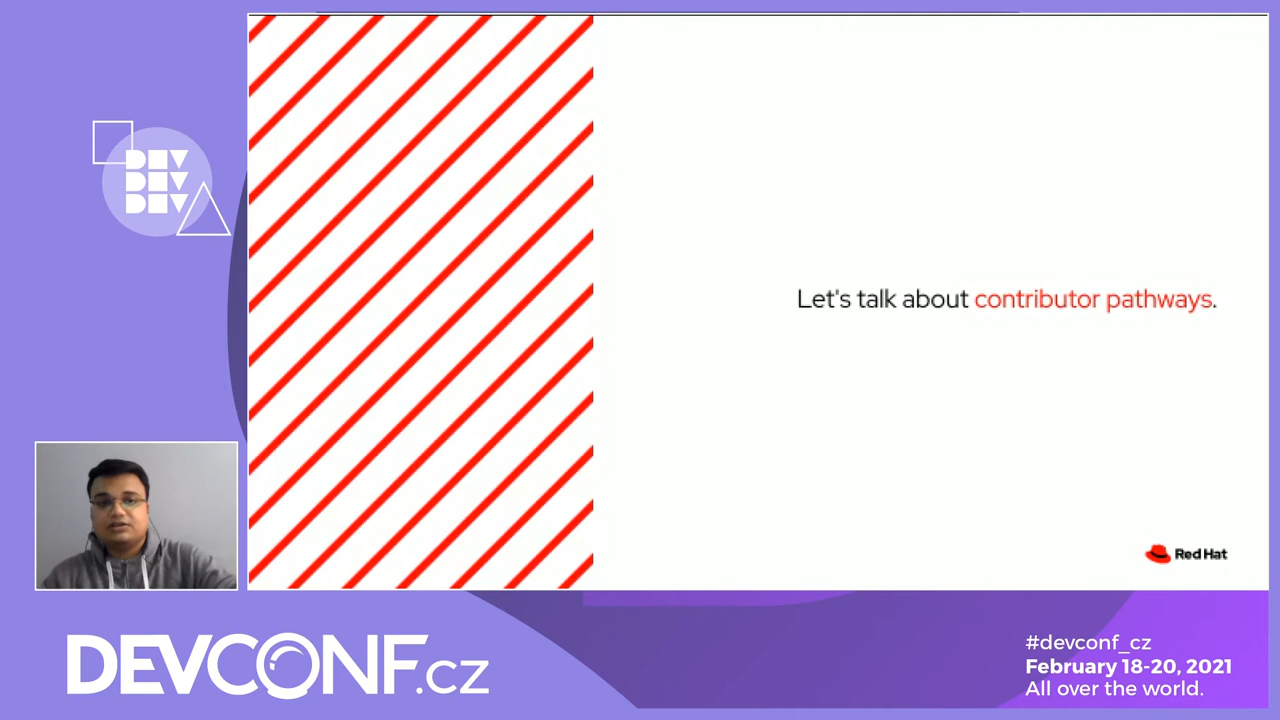 DEV
DEV
DEV
Let's talk about contributor pathways.
Red Hat
DEVCONF.cz
#devconf_cz
February 18-20, 2021
All over the world.